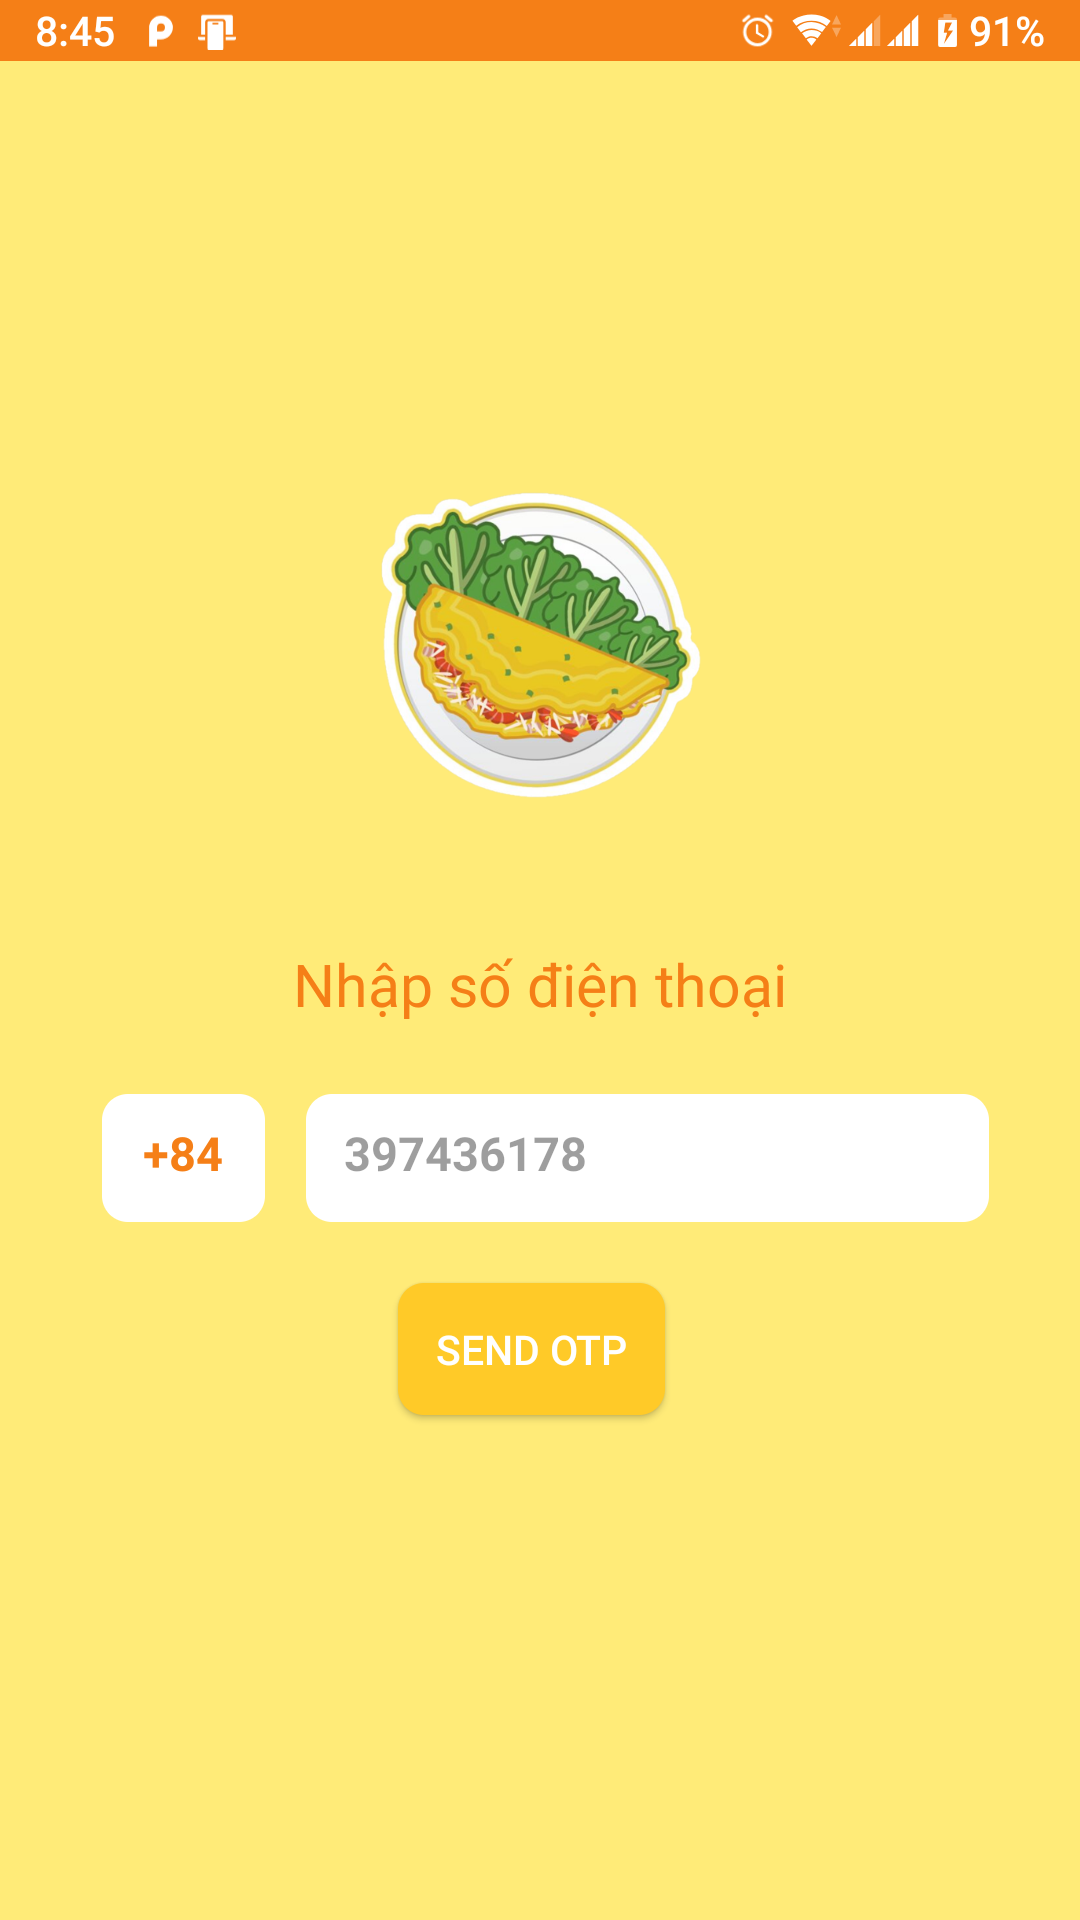 8:45 91%
Nhập số điện thoại
+84 397436178
SEND OTP